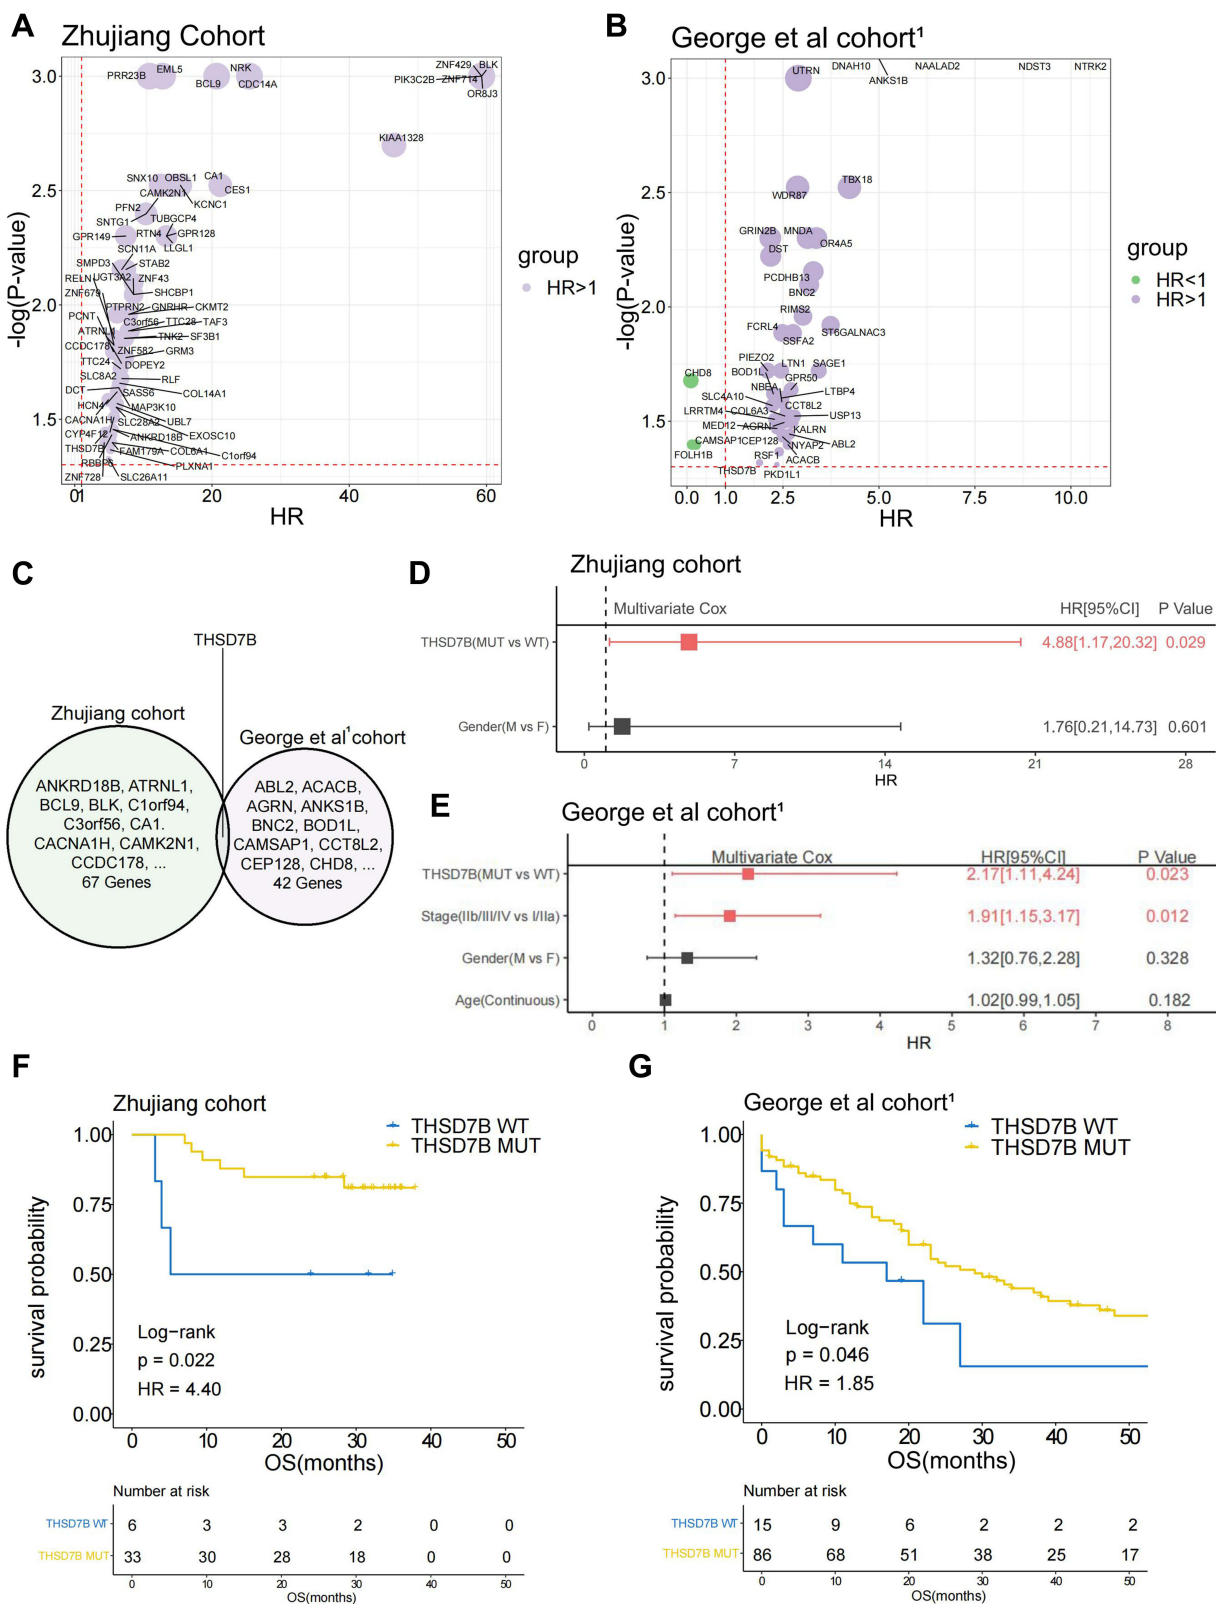 A
Zhujiang Cohort
-log(P-value)
3.0
2.5
2.0
1.5
PRR23B
EML5
BCL9
NRK
CDC14A
ZNF429
BLK
PIK3C2B
ZNF714
OR8J3
KIAA1328
SNX10
OBSL1
CA1
CAMK2N1
CES1
KCNC1
PFN2
SNTG1
TUBGCP4
GPR149
RTN4
GPR128
SCN11A
LLGL1
SMPD3
STAB2
RELN
UGT3A2
ZNF43
ZNF679
SHCBP1
PTPRN2
GNRHR
CKMT2
PCNT
C3orf56
TTC28
TAF3
ATRNL1
TNK2
SF3B1
CCDC178
ZNF582
GRM3
TTC24
DOPEY2
SLC8A2
RLF
DCT
SASS6
COL14A1
HCN4
MAP3K10
CACNA1H
SLC28A2
UBL7
CYP4F12
ANKRD18B
EXOSC10
THSD7B
FAM179A
COL6A1
C1orf94
RBBP6
PLXNA1
ZNF728
SLC26A11
0
1
20
40
60
HR
group
HR>1
B
George et al cohort¹
-log(P-value)
3.0
2.5
2.0
1.5
UTRN
DNAH10
ANKS1B
NAALAD2
NDST3
NTRK2
WDR87
TBX18
GRIN2B
MNDA
OR4A5
DST
PCDHB13
BNC2
RIMS2
FCRL4
SSFA2
ST6GALNAC3
PIEZO2
LTN1
SAGE1
CHD8
BOD1L
GPR50
NBEA
LTBP4
SLC4A10
CCT8L2
LRRTM4
COL6A3
USP13
MED12
AGRN
KALRN
CAMSAP1
CEP128
NYAP2
ABL2
FOLH1B
RSF1
ACACB
THSD7B
PKD1L1
0.0
1.0
2.5
5.0
7.5
10.0
HR
group
HR<1
HR>1
C
THSD7B
Zhujiang cohort
George et al¹cohort
ANKRD18B, ATRNL1,
BCL9, BLK, C1orf94,
C3orf56, CA1.
CACNA1H, CAMK2N1,
CCDC178, ...
67 Genes
ABL2, ACACB,
AGRN, ANKS1B,
BNC2, BOD1L,
CAMSAP1, CCT8L2,
CEP128, CHD8, ...
42 Genes
D
Zhujiang cohort
Multivariate Cox HR[95%CI] P Value
THSD7B(MUT vs WT) 4.88[1.17,20.32] 0.029
Gender(M vs F) 1.76[0.21,14.73] 0.601
0 7 14 21 28
HR
E
George et al cohort¹
Multivariate Cox HR[95%CI] P Value
THSD7B(MUT vs WT) 2.17[1.11,4.24] 0.023
Stage(IIb/III/IV vs I/IIa) 1.91[1.15,3.17] 0.012
Gender(M vs F) 1.32[0.76,2.28] 0.328
Age(Continuous) 1.02[0.99,1.05] 0.182
0 1 2 3 4 5 6 7 8
HR
F
Zhujiang cohort
THSD7B WT
THSD7B MUT
survival probability
1.00
0.75
0.50
0.25
0.00
Log−rank
p = 0.022
HR = 4.40
0 10 20 30 40 50
OS(months)
Number at risk
THSD7B WT 6 3 3 2 0 0
THSD7B MUT 33 30 28 18 0 0
0 10 20 30 40 50
OS(months)
G
George et al cohort¹
THSD7B WT
THSD7B MUT
survival probability
1.00
0.75
0.50
0.25
0.00
Log−rank
p = 0.046
HR = 1.85
0 10 20 30 40 50
OS(months)
Number at risk
THSD7B WT 15 9 6 2 2 2
THSD7B MUT 86 68 51 38 25 17
0 10 20 30 40 50
OS(months)